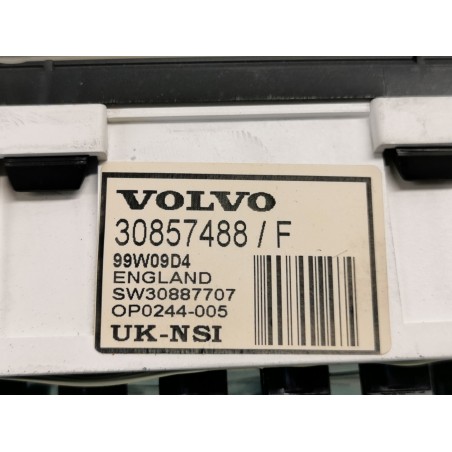 VOLVO
30857488/F
99W09D4
ENGLAND
SW30887707
OP0244-005
UK-NSI